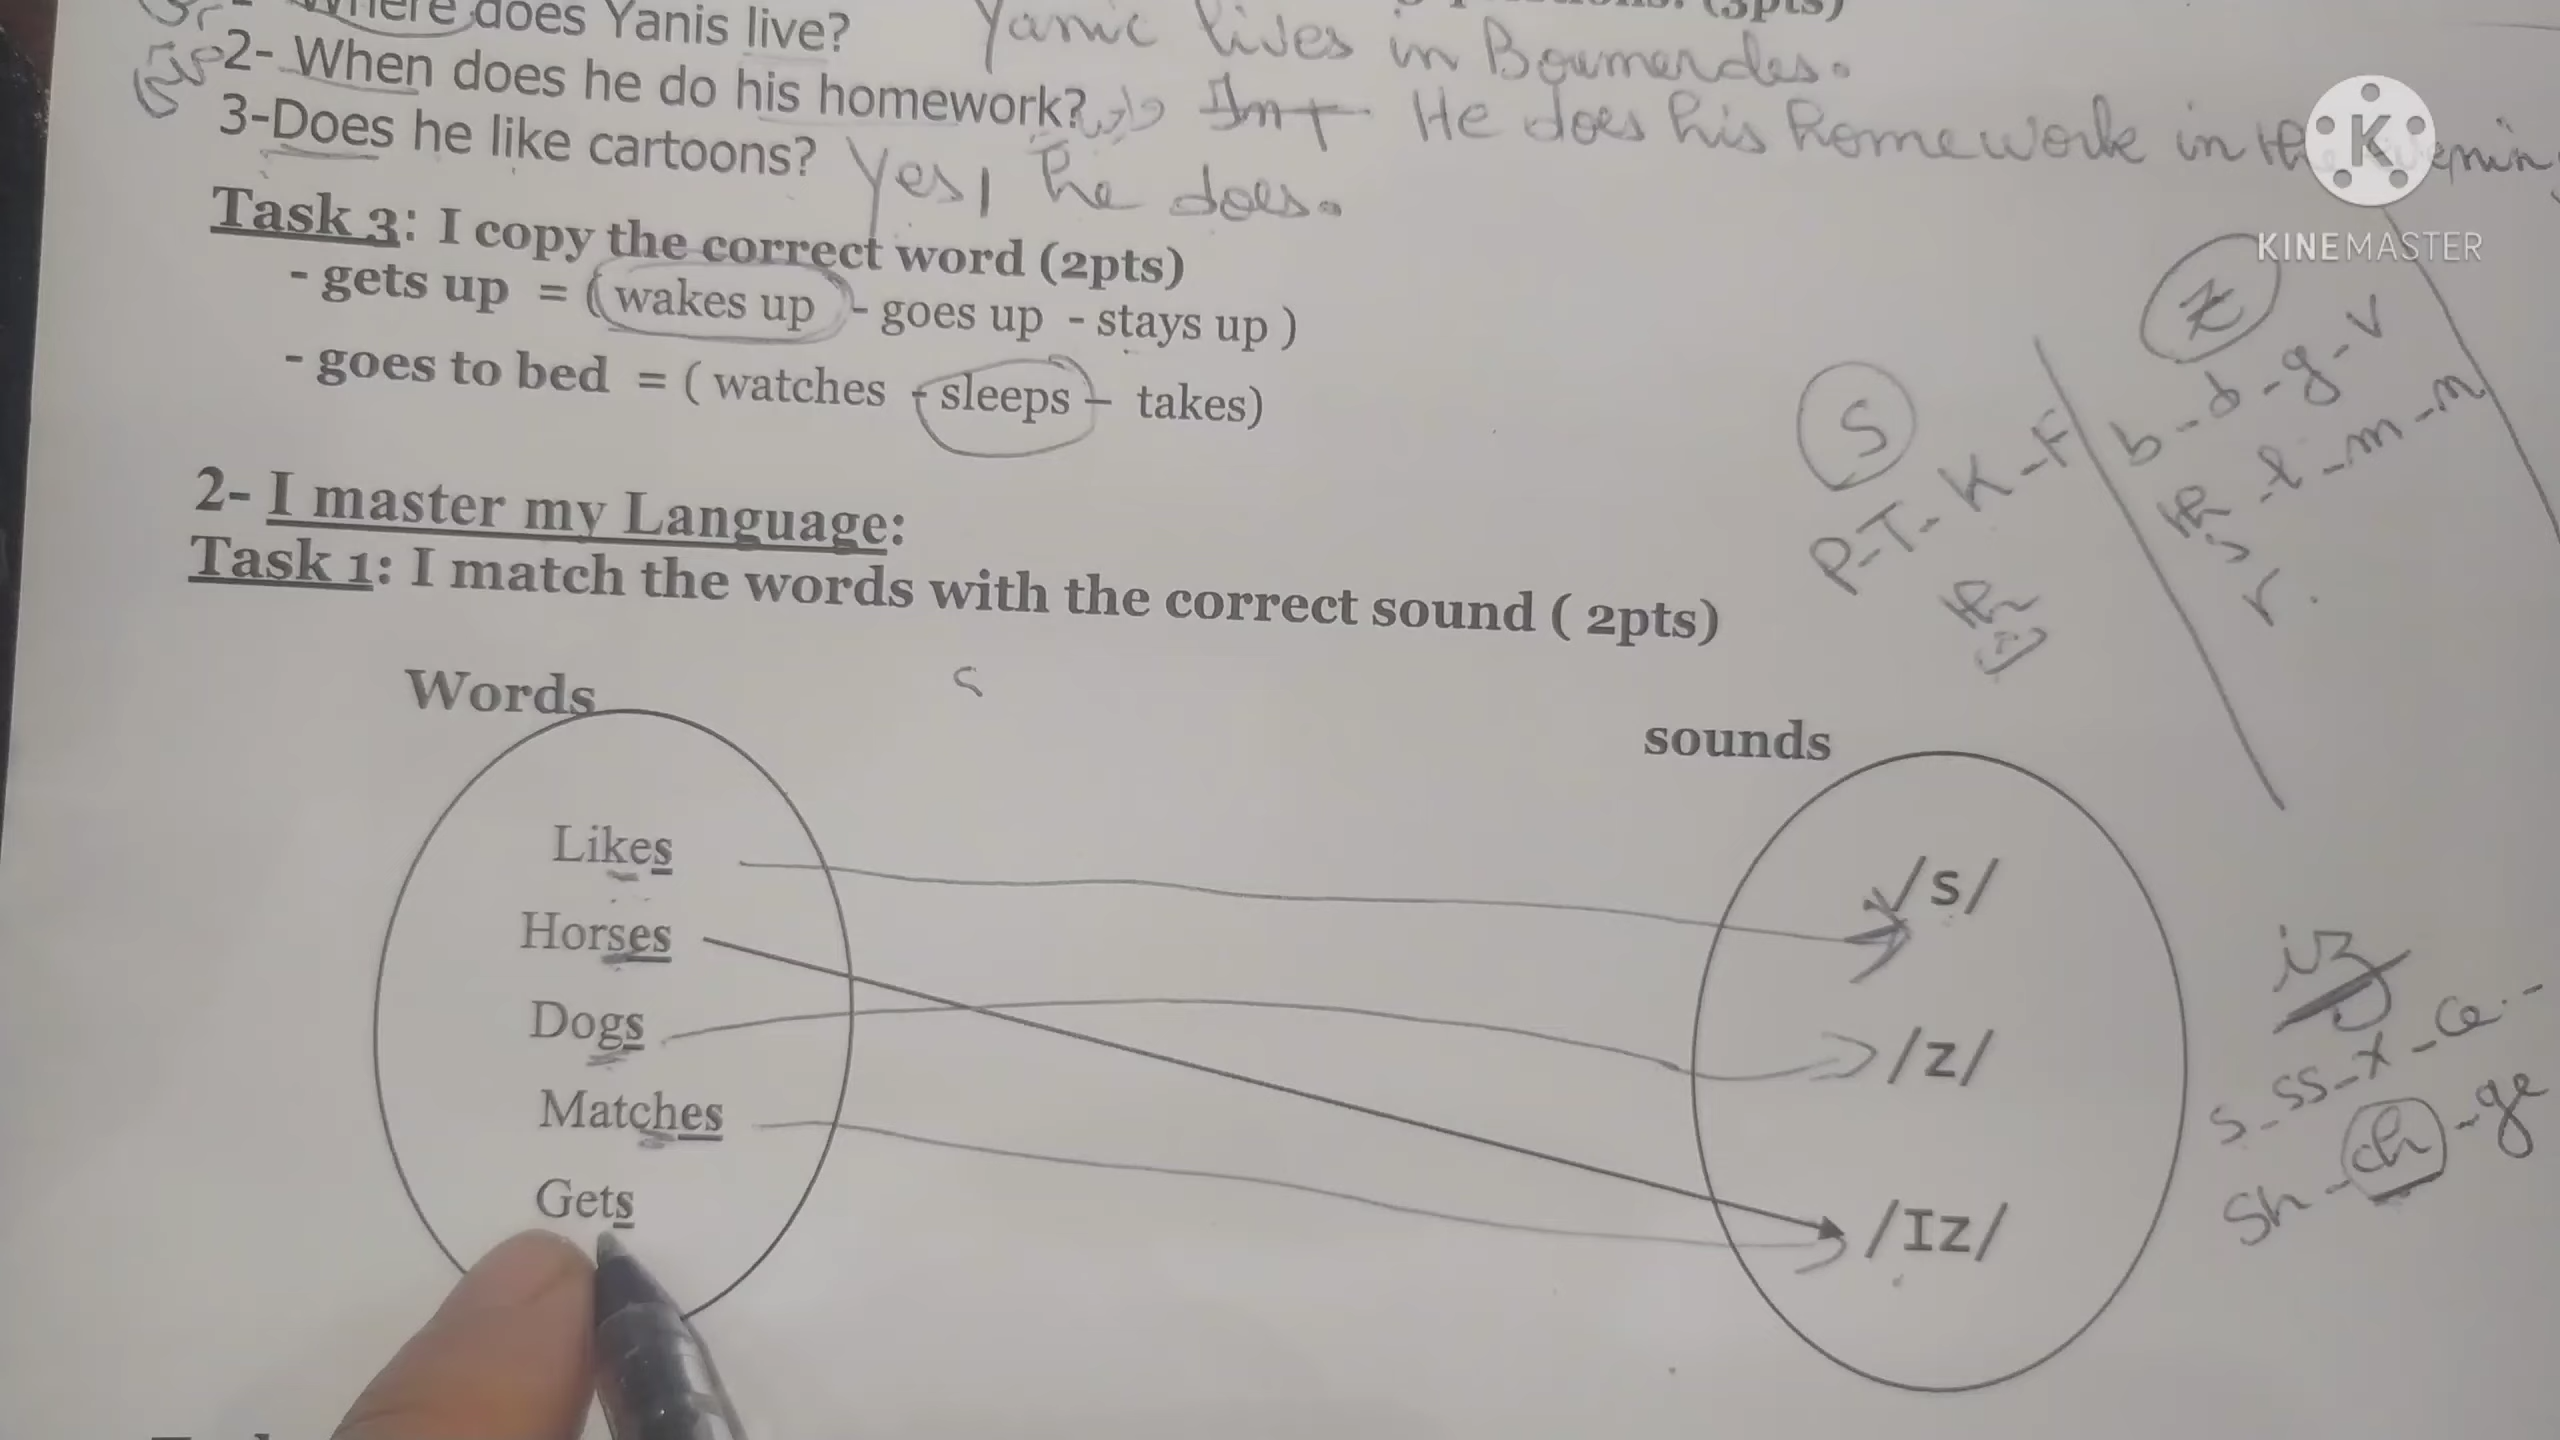 Where does Yanis live? Yanic lives in Boumerdes.
2- When does he do his homework? Int He does his homework in the
3-Does he like cartoons? Yes, he does.
KINEMASTER
Task 3: I copy the correct word (2pts)
- gets up = ( wakes up - goes up - stays up )
- goes to bed = ( watches - sleeps – takes)
S
P-T-K-F
Z
b-d-g-v
l-m-n
r.
2- I master my Language:
Task 1: I match the words with the correct sound ( 2pts)
s
Words
sounds
Likes
Horses
Dogs
Matches
Gets
/s/
/z/
/Iz/
iz
s-ss-x-ce-
sh-ch-ge